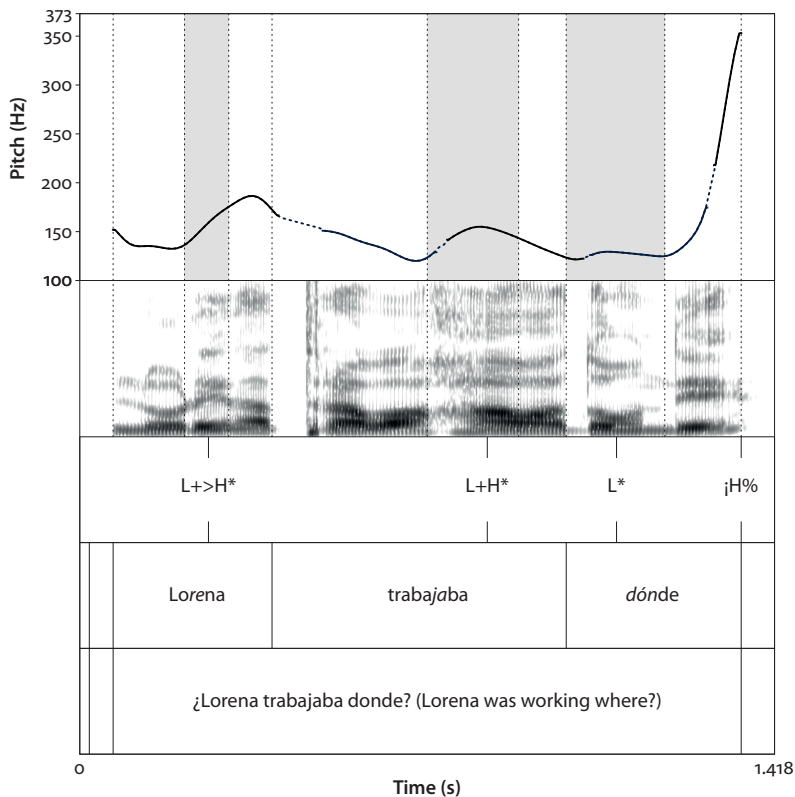 373
350
300
250
200
150
100
Pitch (Hz)
L+>H* L+H* L* ¡H%
Lorena trabajaba dónde
¿Lorena trabajaba donde? (Lorena was working where?)
0 1.418
Time (s)